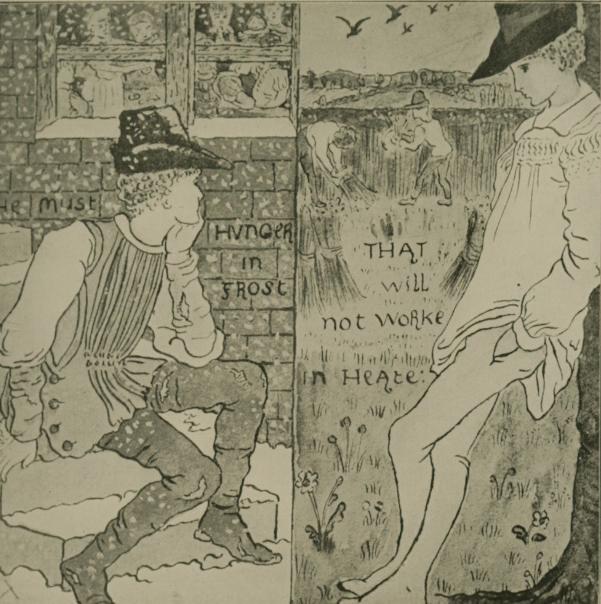 He must
HUNGER
in
FROST
THAT
will
not WORKe
in HeAte: